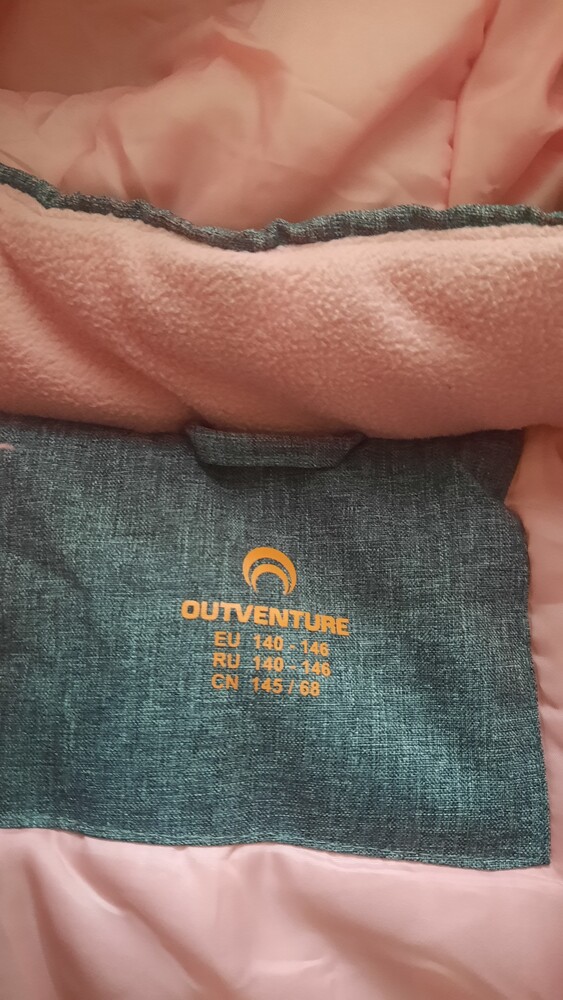 OUTVENTURE
EU 140 - 146
RU 140 - 146
CN 145 / 68